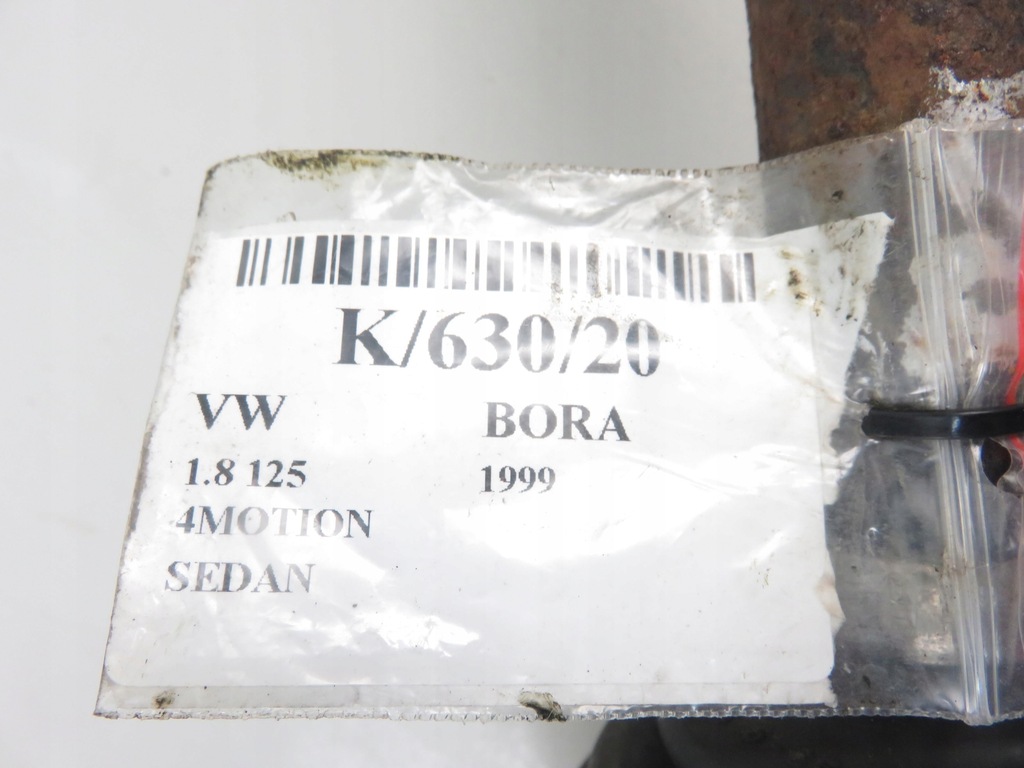 K/630/20
VW BORA
1.8 125 1999
4MOTION
SEDAN